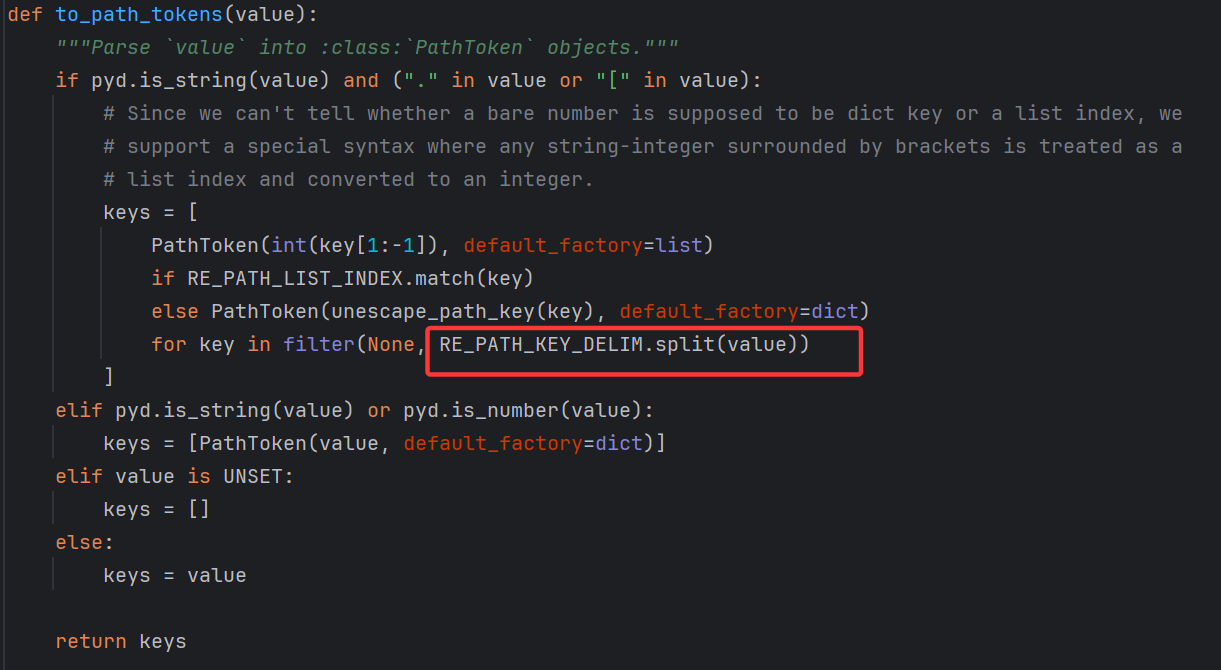 def to_path_tokens(value):
    """Parse `value` into :class:`PathToken` objects."""
    if pyd.is_string(value) and ("." in value or "[" in value):
        # Since we can't tell whether a bare number is supposed to be dict key or a list index, we
        # support a special syntax where any string-integer surrounded by brackets is treated as a
        # list index and converted to an integer.
        keys = [
            PathToken(int(key[1:-1]), default_factory=list)
            if RE_PATH_LIST_INDEX.match(key)
            else PathToken(unescape_path_key(key), default_factory=dict)
            for key in filter(None, RE_PATH_KEY_DELIM.split(value))
        ]
    elif pyd.is_string(value) or pyd.is_number(value):
        keys = [PathToken(value, default_factory=dict)]
    elif value is UNSET:
        keys = []
    else:
        keys = value
    return keys